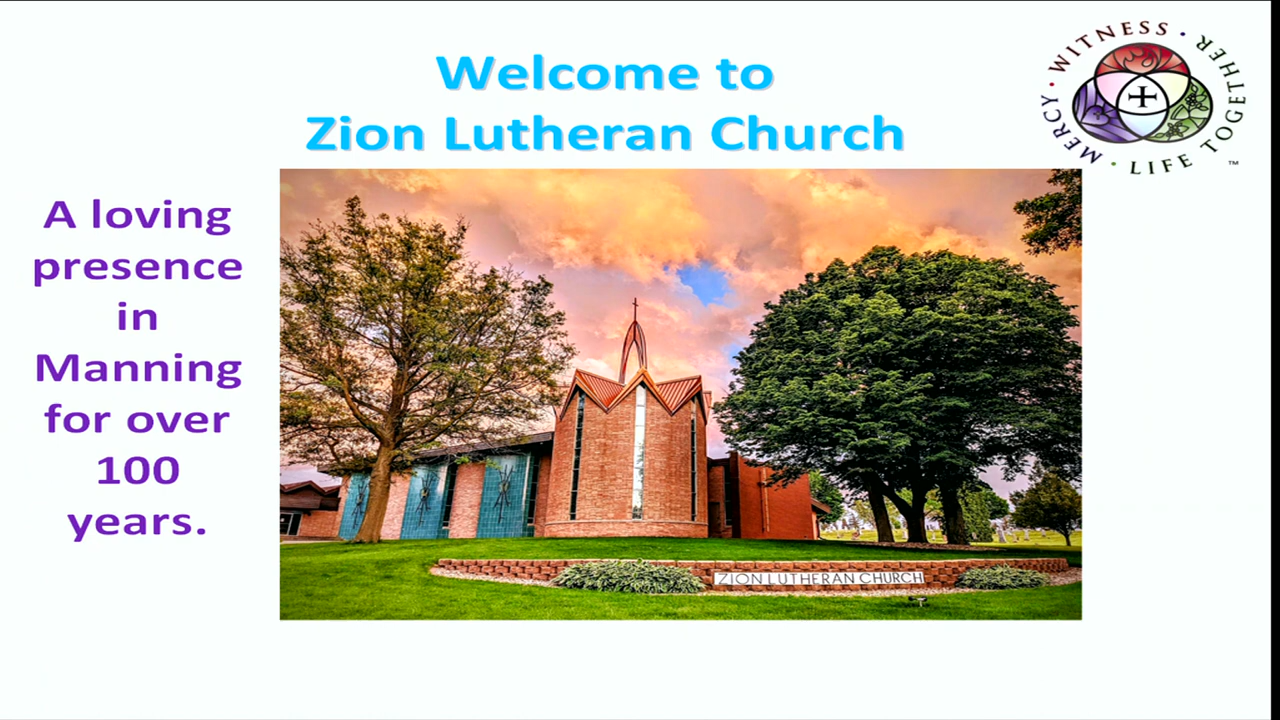 Welcome to
Zion Lutheran Church
MERCY · WITNESS · LIFE TOGETHER
™
A loving
presence
in
Manning
for over
100
years.
ZION LUTHERAN CHURCH